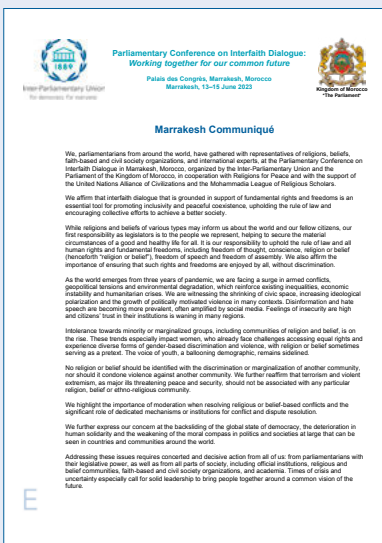 Parliamentary Conference on Interfaith Dialogue:
Working together for our common future
Palais des Congrès, Marrakesh, Morocco
Marrakesh, 13–15 June 2023
1889
Inter-Parliamentary Union
For democracy. For everyone.
Kingdom of Morocco
"The Parliament"
Marrakesh Communiqué
We, parliamentarians from around the world, have gathered with representatives of religions, beliefs,
faith-based and civil society organizations, and international experts, at the Parliamentary Conference on
Interfaith Dialogue in Marrakesh, Morocco, organized by the Inter-Parliamentary Union and the
Parliament of the Kingdom of Morocco, in cooperation with Religions for Peace and with the support of
the United Nations Alliance of Civilizations and the Mohammadia League of Religious Scholars.
We affirm that interfaith dialogue that is grounded in support of fundamental rights and freedoms is an
essential tool for promoting inclusivity and peaceful coexistence, upholding the rule of law and
encouraging collective efforts to achieve a better society.
While religions and beliefs of various types may inform us about the world and our fellow citizens, our
first responsibility as legislators is to the people we represent, helping to secure the material
circumstances of a good and healthy life for all. It is our responsibility to uphold the rule of law and all
human rights and fundamental freedoms, including freedom of thought, conscience, religion or belief
(henceforth "religion or belief"), freedom of speech and freedom of assembly. We also affirm the
importance of ensuring that such rights and freedoms are enjoyed by all, without discrimination.
As the world emerges from three years of pandemic, we are facing a surge in armed conflicts,
geopolitical tensions and environmental degradation, which reinforce existing inequalities, economic
instability and humanitarian crises. We are witnessing the shrinking of civic space, increasing ideological
polarization and the growth of politically motivated violence in many contexts. Disinformation and hate
speech are becoming more prevalent, often amplified by social media. Feelings of insecurity are high
and citizens' trust in their institutions is waning in many regions.
Intolerance towards minority or marginalized groups, including communities of religion and belief, is on
the rise. These trends especially impact women, who already face challenges accessing equal rights and
experience diverse forms of gender-based discrimination and violence, with religion or belief sometimes
serving as a pretext. The voice of youth, a ballooning demographic, remains sidelined.
No religion or belief should be identified with the discrimination or marginalization of another community,
nor should it condone violence against another community. We further reaffirm that terrorism and violent
extremism, as major ills threatening peace and security, should not be associated with any particular
religion, belief or ethno-religious community.
We highlight the importance of moderation when resolving religious or belief-based conflicts and the
significant role of dedicated mechanisms or institutions for conflict and dispute resolution.
We further express our concern at the backsliding of the global state of democracy, the deterioration in
human solidarity and the weakening of the moral compass in politics and societies at large that can be
seen in countries and communities around the world.
Addressing these issues requires concerted and decisive action from all of us: from parliamentarians with
their legislative power, as well as from all parts of society, including official institutions, religious and
belief communities, faith-based and civil society organizations, and academia. Times of crisis and
uncertainty especially call for solid leadership to bring people together around a common vision of the
future.
E